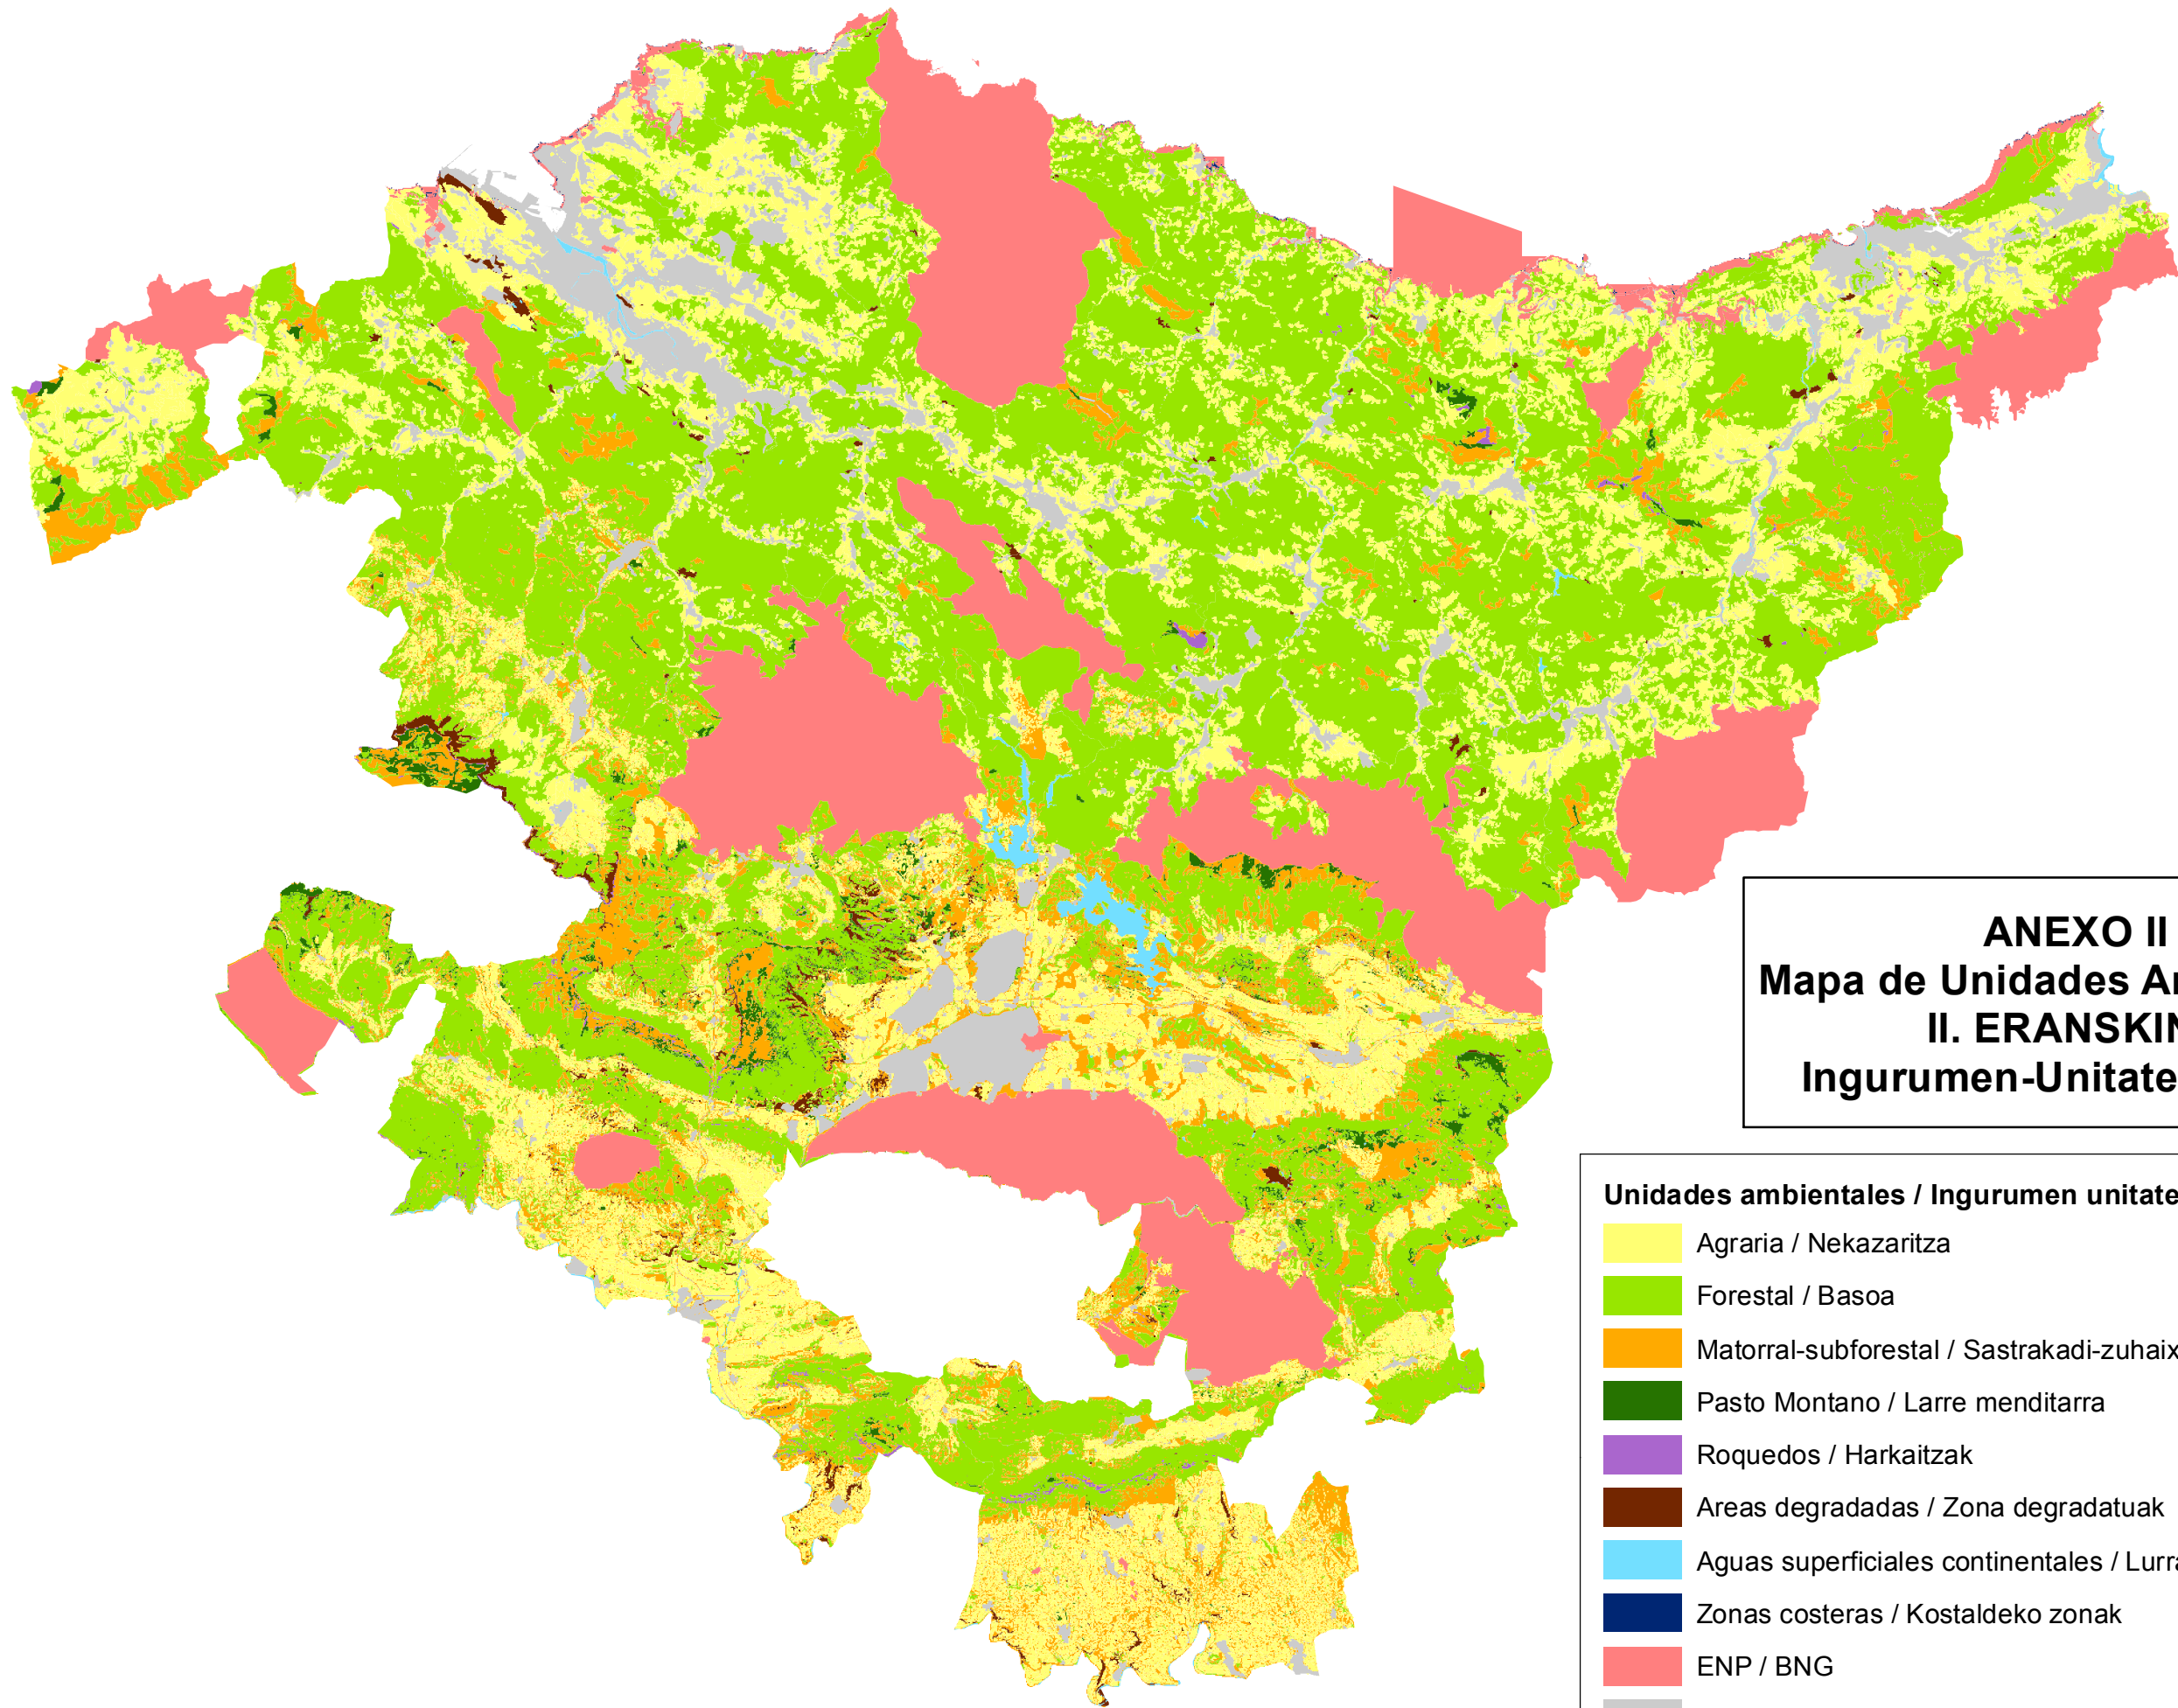 ANEXO II
Mapa de Unidades
II. ERANSKIN
Ingurumen-Unitate
Unidades ambientales / Ingurumen unitate
Agraria / Nekazaritza
Forestal / Basoa
Matorral-subforestal / Sastrakadi-zuhaix
Pasto Montano / Larre menditarra
Roquedos / Harkaitzak
Areas degradadas / Zona degradatuak
Aguas superficiales continentales / Lurra
Zonas costeras / Kostaldeko zonak
ENP / BNG